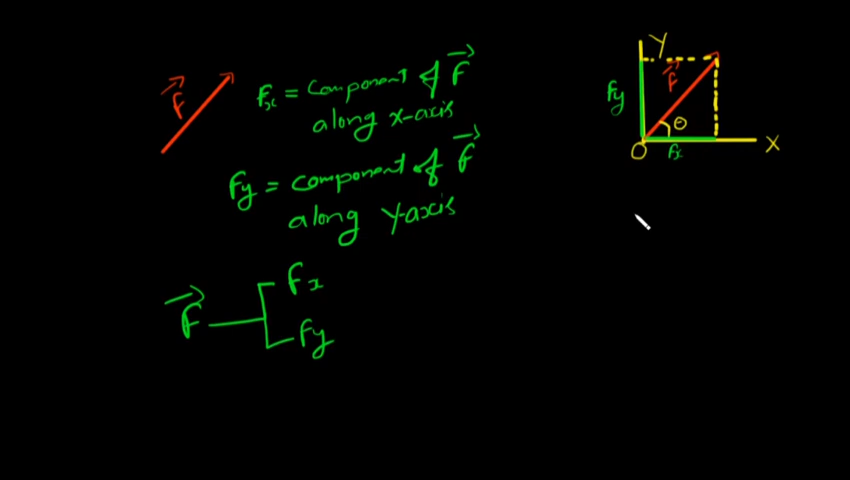 F⃗
Fx = Component of F⃗
along x-axis
Fy = component of F⃗
along Y-axis
F⃗
Fx
Fy
Y
Fy
F⃗
θ
O
Fx
X